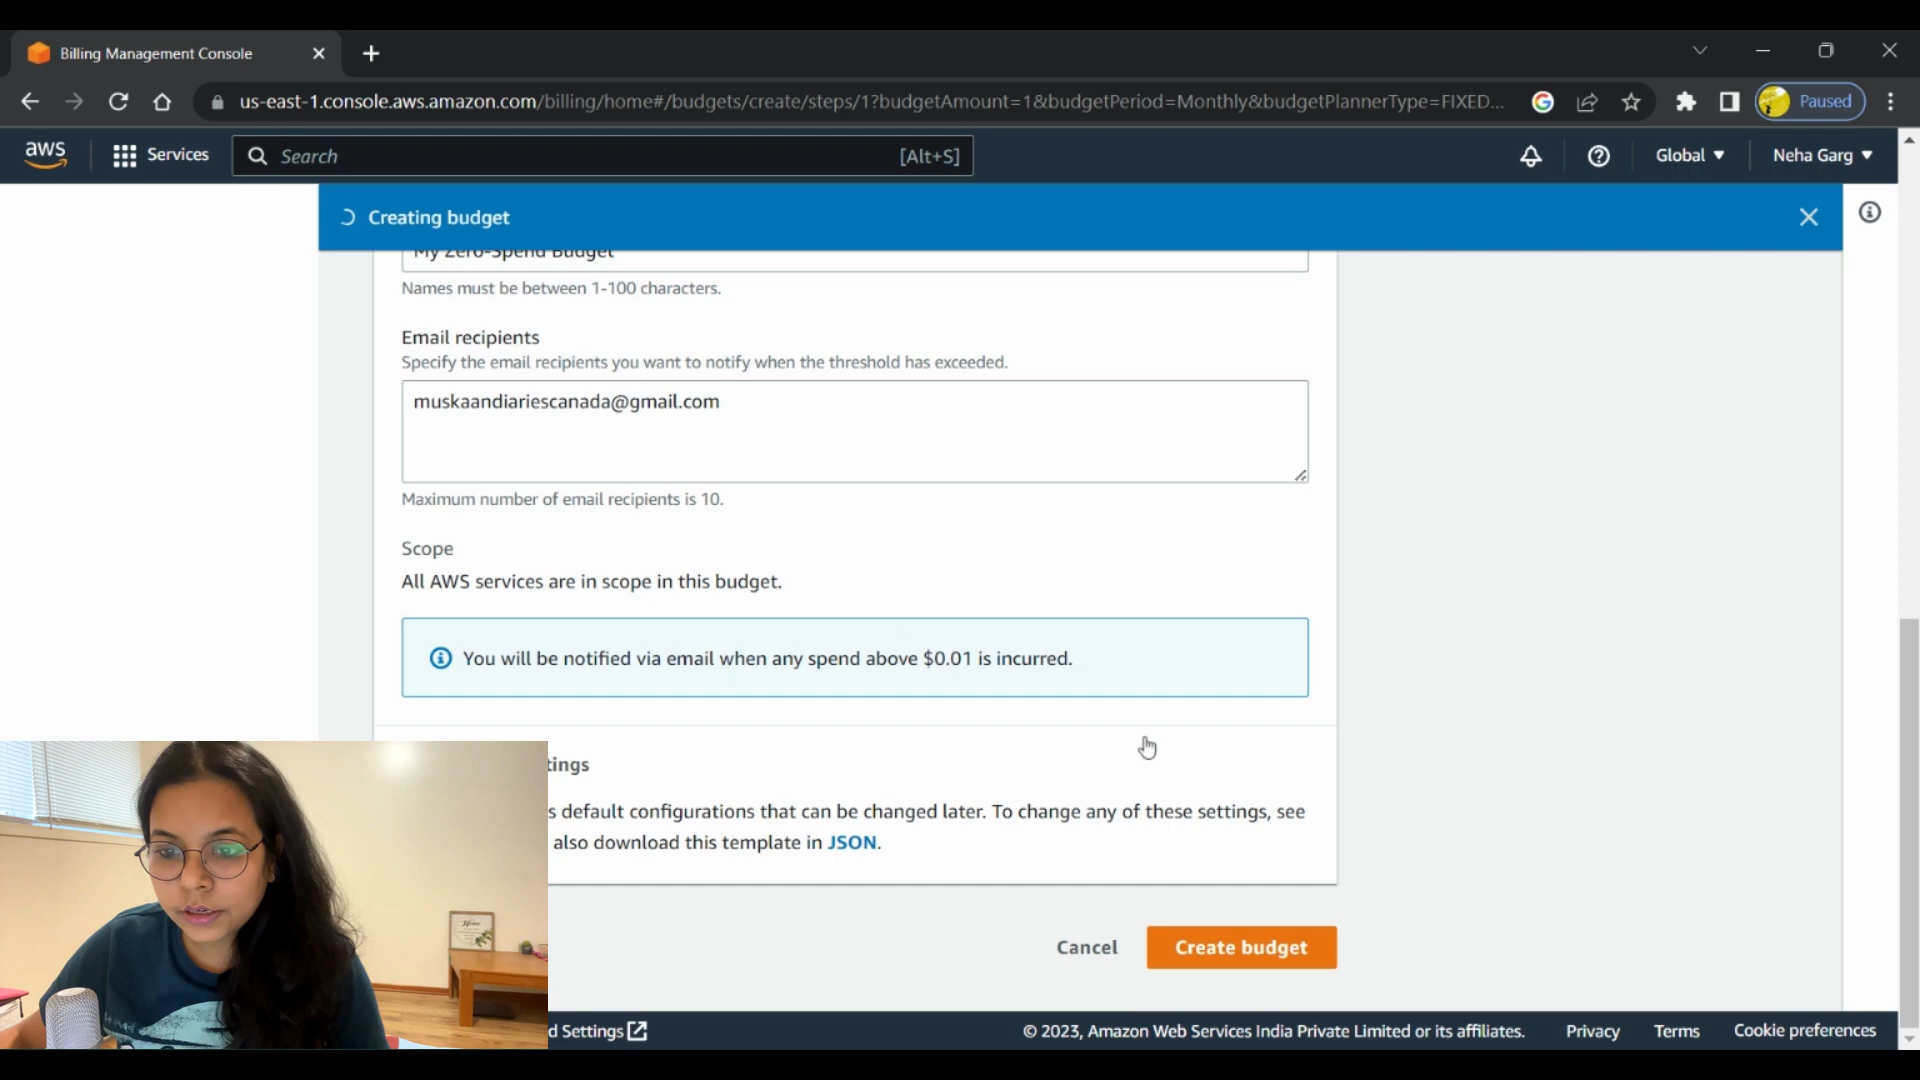 Billing Management Console
us-east-1.console.aws.amazon.com/billing/home#/budgets/create/steps/1?budgetAmount=1&budgetPeriod=Monthly&budgetPlannerType=FIXED...
Paused
aws
Services
Search
[Alt+S]
Global
Neha Garg
Creating budget
My Zero-Spend Budget
Names must be between 1-100 characters.
Email recipients
Specify the email recipients you want to notify when the threshold has exceeded.
muskaandiariescanada@gmail.com
Maximum number of email recipients is 10.
Scope
All AWS services are in scope in this budget.
You will be notified via email when any spend above $0.01 is incurred.
tings
s default configurations that can be changed later. To change any of these settings, see
also download this template in JSON.
Home
Cancel
Create budget
d Settings
© 2023, Amazon Web Services India Private Limited or its affiliates.
Privacy
Terms
Cookie preferences